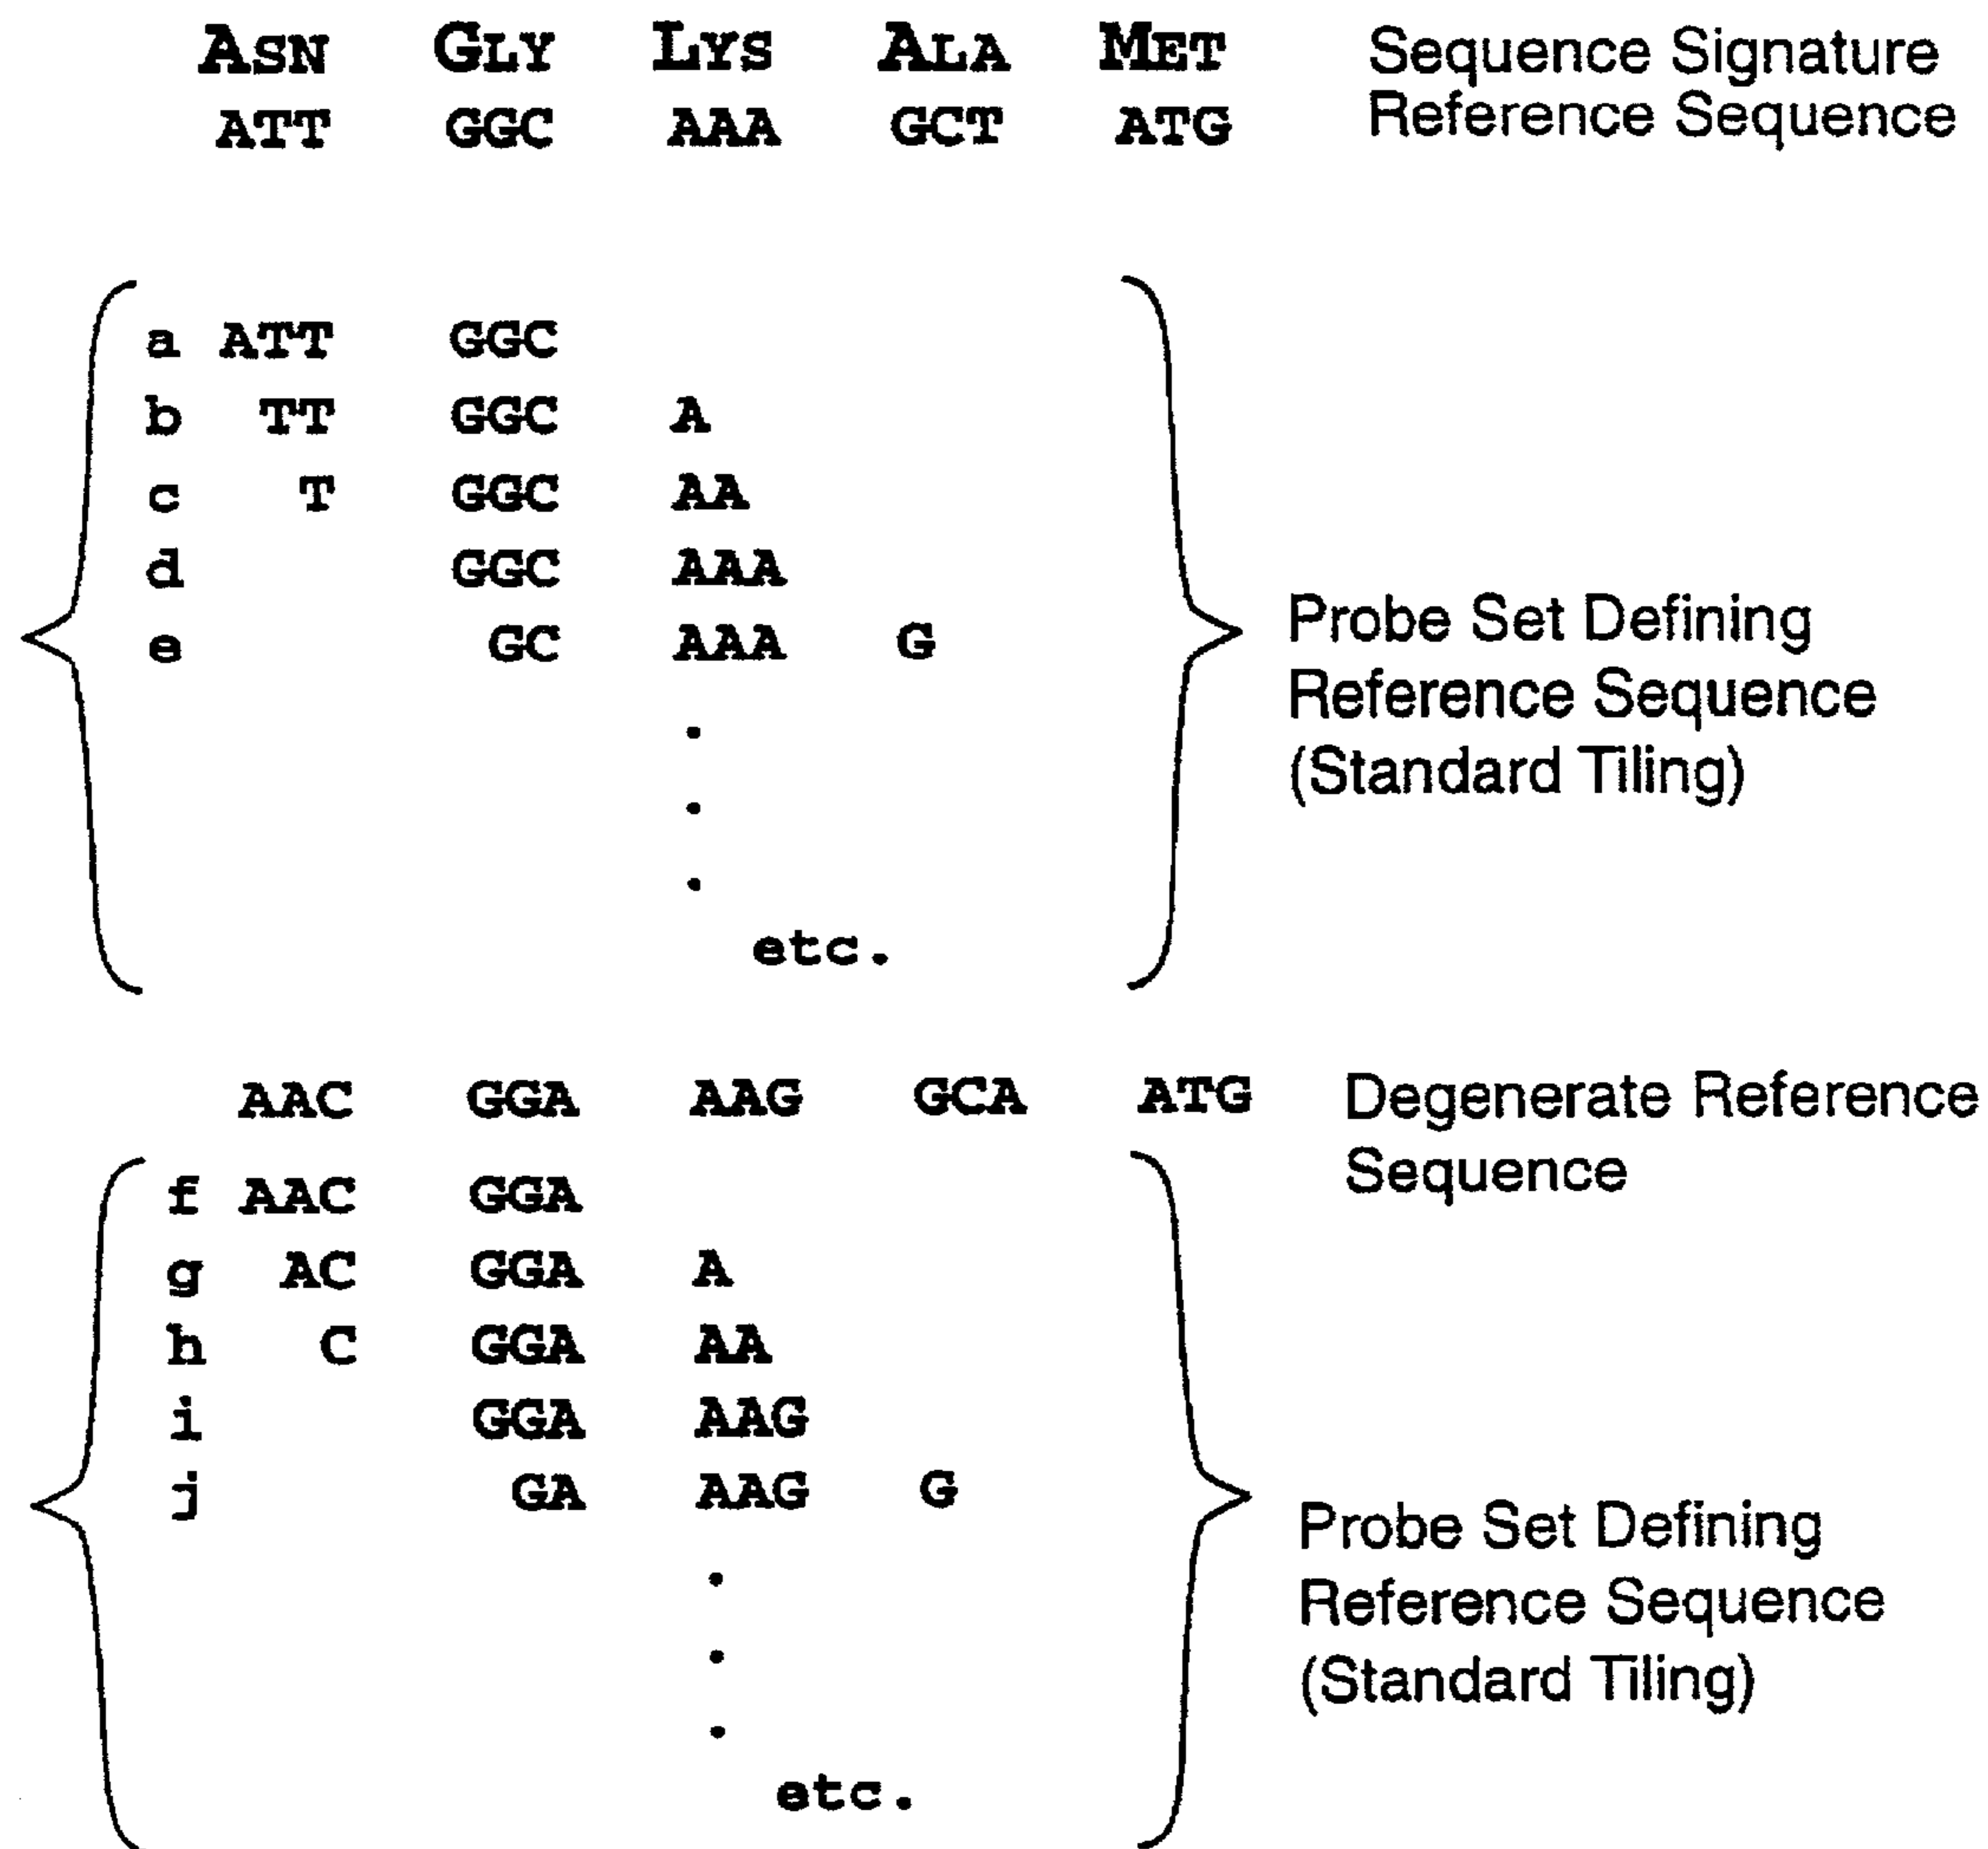 ASN GLY LYS ALA MET Sequence Signature
ATT GGC AAA GCT ATG Reference Sequence
a ATT GGC
b TT GGC A
c T GGC AA
d GGC AAA
e GC AAA G
.
.
.
etc.
Probe Set Defining
Reference Sequence
(Standard Tiling)
AAC GGA AAG GCA ATG Degenerate Reference
Sequence
f AAC GGA
g AC GGA A
h C GGA AA
i GGA AAG
j GA AAG G
.
.
.
etc.
Probe Set Defining
Reference Sequence
(Standard Tiling)